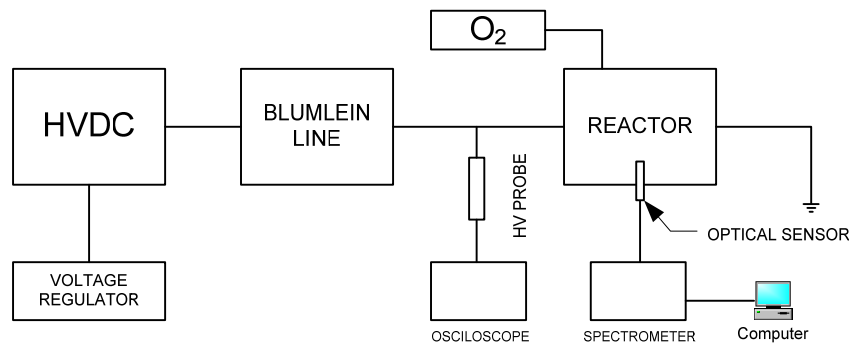 O2
HVDC
BLUMLEIN
LINE
REACTOR
HV PROBE
OPTICAL SENSOR
VOLTAGE
REGULATOR
OSCILOSCOPE
SPECTROMETER
Computer